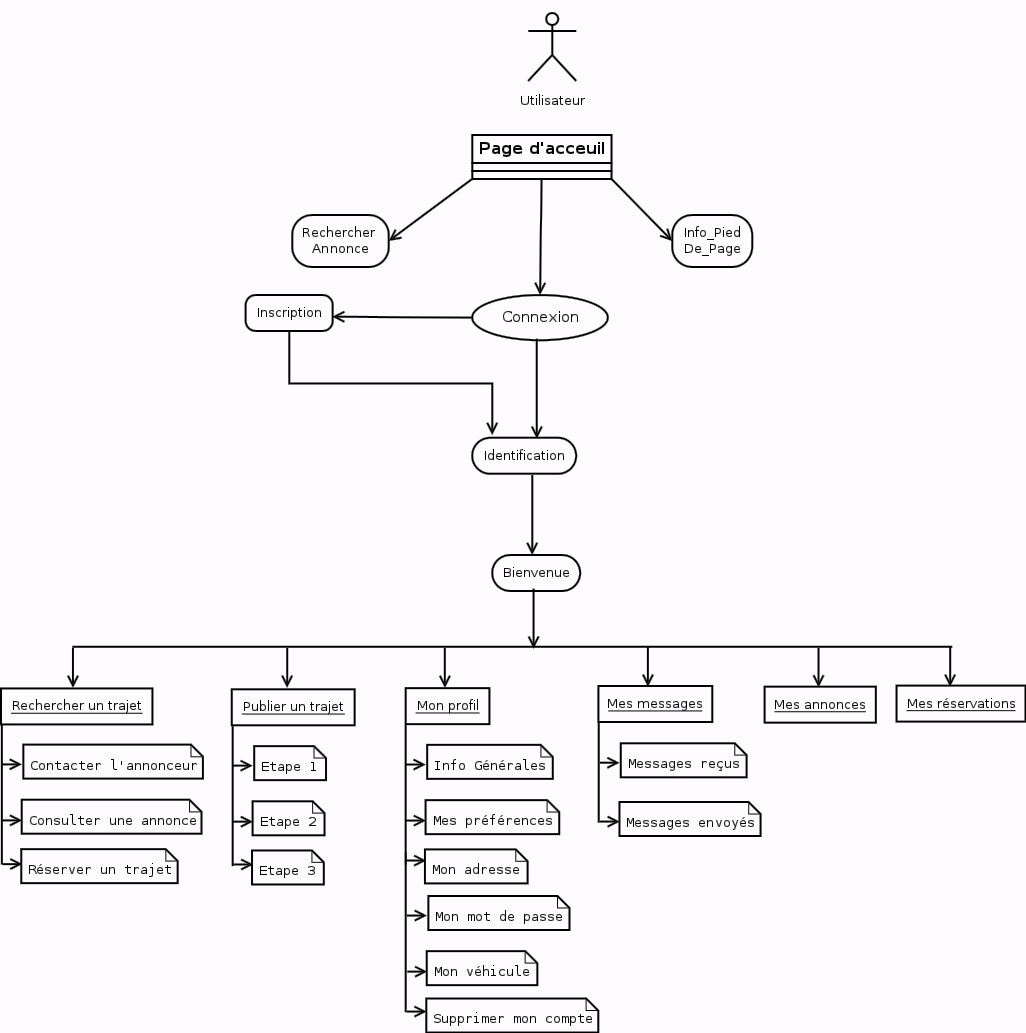 Utilisateur
Page d'acceuil
Rechercher
Annonce
Info_Pied
De_Page
Inscription
Connexion
Identification
Bienvenue
Rechercher un trajet
Contacter l'annonceur
Consulter une annonce
Réserver un trajet
Publier un trajet
Etape 1
Etape 2
Etape 3
Mon profil
Info Générales
Mes préférences
Mon adresse
Mon mot de passe
Mon véhicule
Supprimer mon compte
Mes messages
Messages reçus
Messages envoyés
Mes annonces
Mes réservations